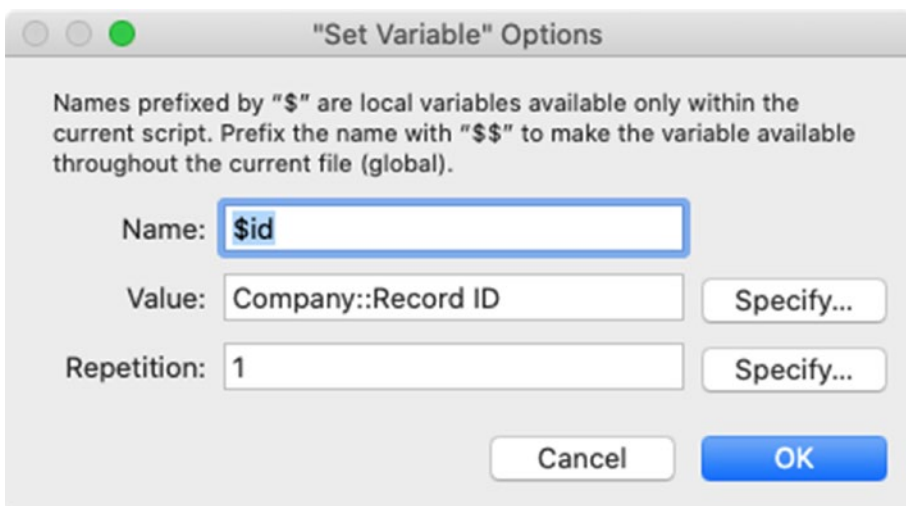 "Set Variable" Options
Names prefixed by “$” are local variables available only within the
current script. Prefix the name with “$$” to make the variable available
throughout the current file (global).
Name: $id
Value: Company::Record ID Specify...
Repetition: 1 Specify...
Cancel OK